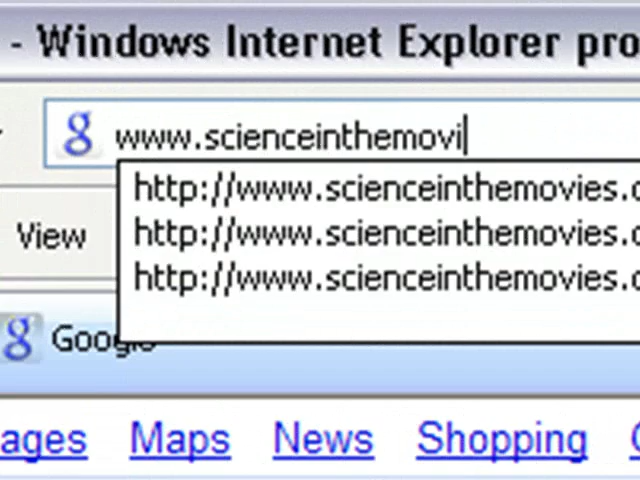 - Windows Internet Explorer pro
www.scienceinthemovi
http://www.scienceinthemovies.
http://www.scienceinthemovies.
http://www.scienceinthemovies.
View
Google
ages Maps News Shopping